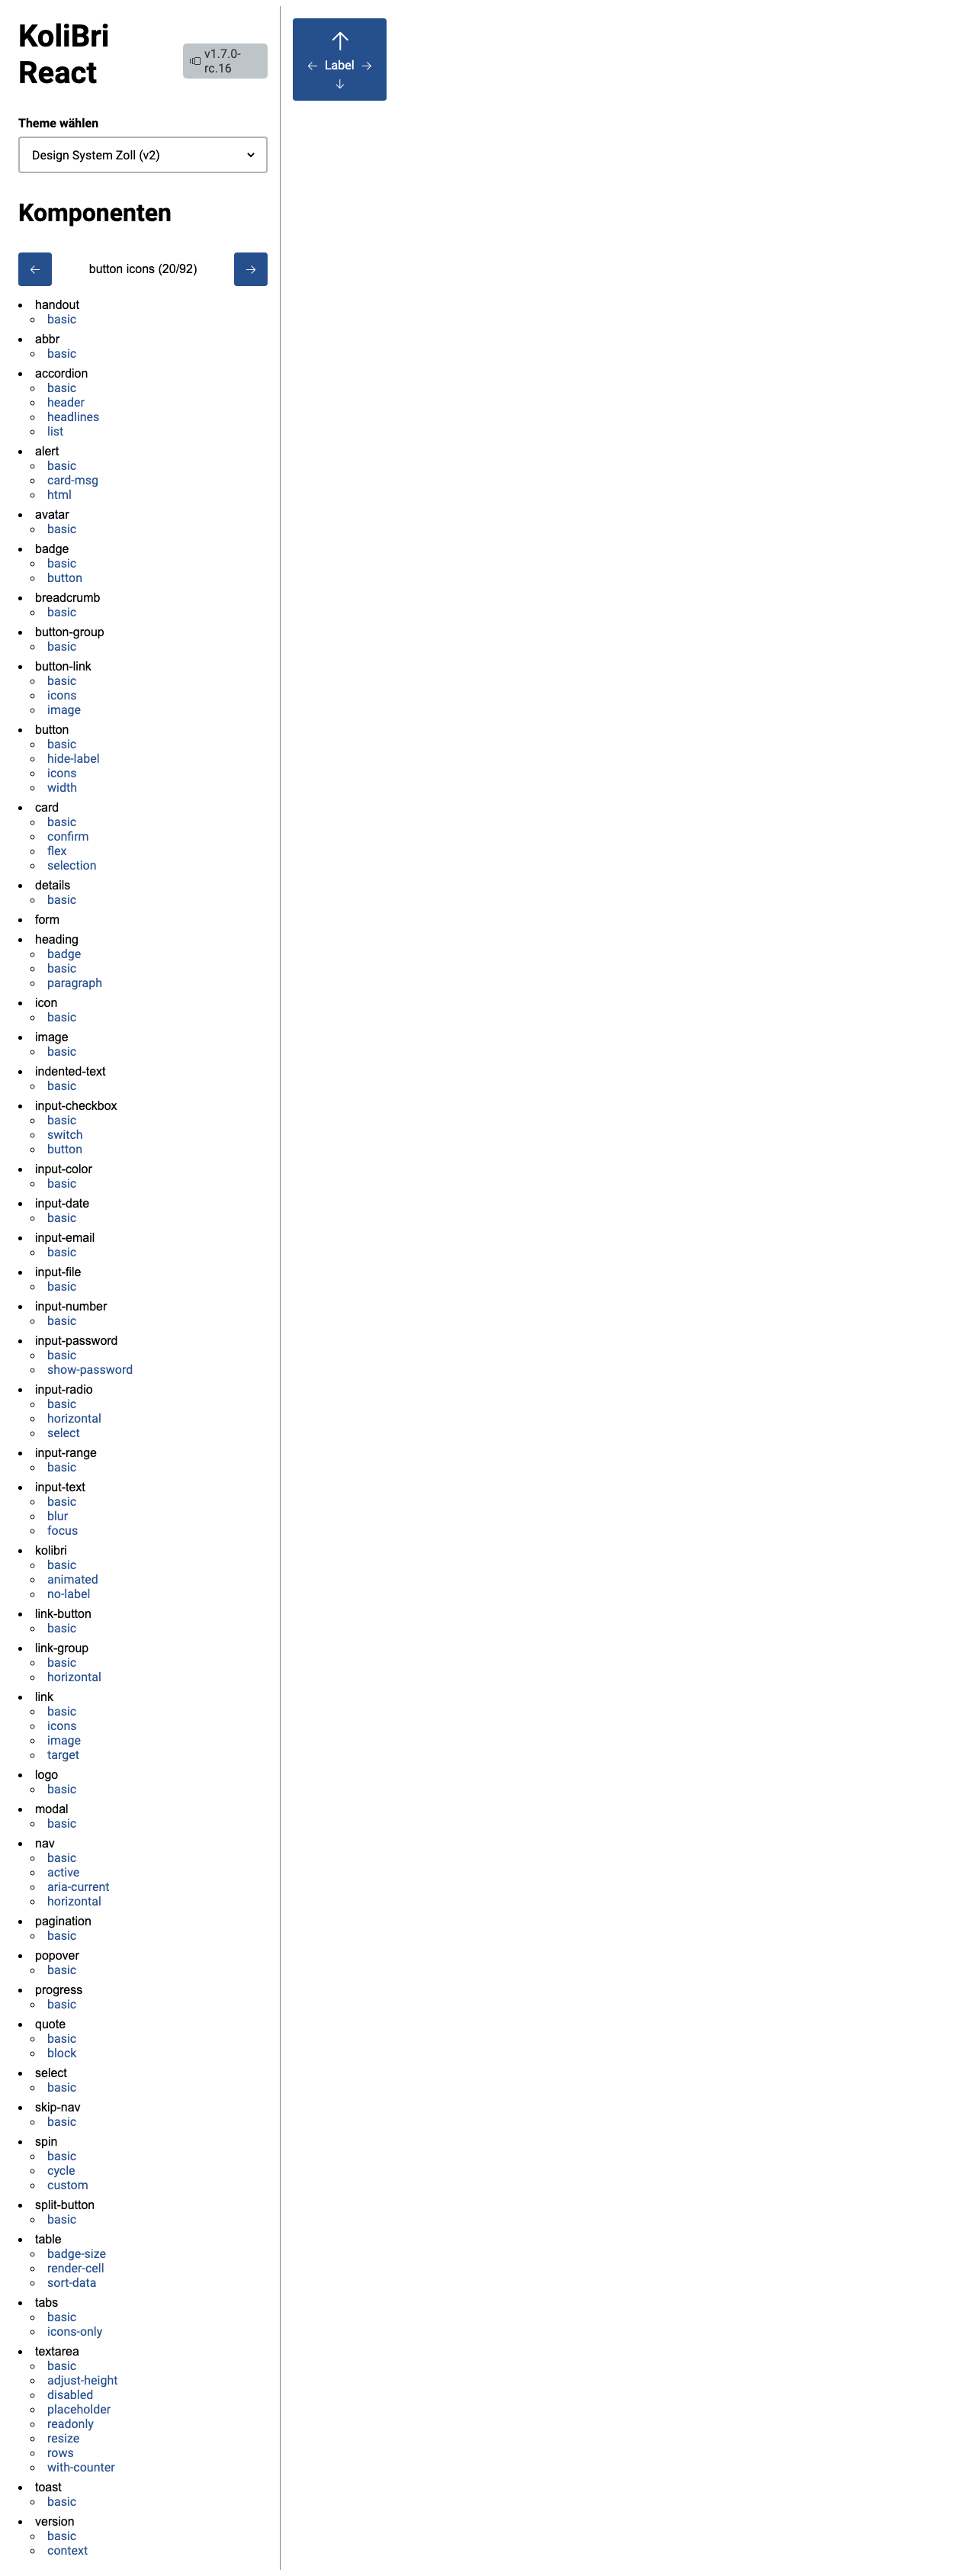 KoliBri
React
v1.7.0-
rc.16
Theme wählen
Design System Zoll (v2)
Komponenten
button icons (20/92)
handout
basic
abbr
basic
accordion
basic
header
headlines
list
alert
basic
card-msg
html
avatar
basic
badge
basic
button
breadcrumb
basic
button-group
basic
button-link
basic
icons
image
button
basic
hide-label
icons
width
card
basic
confirm
flex
selection
details
basic
form
heading
badge
basic
paragraph
icon
basic
image
basic
indented-text
basic
input-checkbox
basic
switch
button
input-color
basic
input-date
basic
input-email
basic
input-file
basic
input-number
basic
input-password
basic
show-password
input-radio
basic
horizontal
select
input-range
basic
input-text
basic
blur
focus
kolibri
basic
animated
no-label
link-button
basic
link-group
basic
horizontal
link
basic
icons
image
target
logo
basic
modal
basic
nav
basic
active
aria-current
horizontal
pagination
basic
popover
basic
progress
basic
quote
basic
block
select
basic
skip-nav
basic
spin
basic
cycle
custom
split-button
basic
table
badge-size
render-cell
sort-data
tabs
basic
icons-only
textarea
basic
adjust-height
disabled
placeholder
readonly
resize
rows
with-counter
toast
basic
version
basic
context
Label